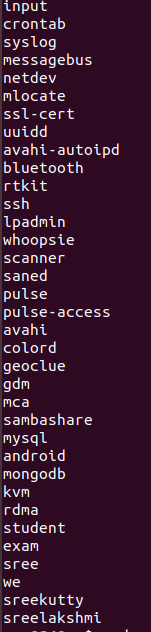 input
crontab
syslog
messagebus
netdev
mlocate
ssl-cert
uuidd
avahi-autoipd
bluetooth
rtkit
ssh
lpadmin
whoopsie
scanner
saned
pulse
pulse-access
avahi
colord
geoclue
gdm
mca
sambashare
mysql
android
mongodb
kvm
rdma
student
exam
sree
we
sreekutty
sreelakshmi